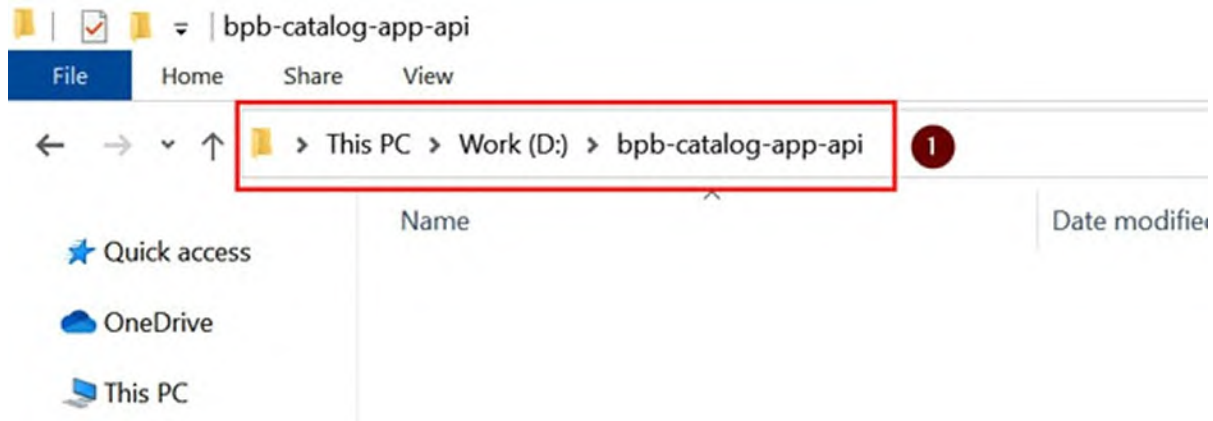 bpb-catalog-app-api
File Home Share View
This PC > Work (D:) > bpb-catalog-app-api 1
Name Date modifie
Quick access
OneDrive
This PC